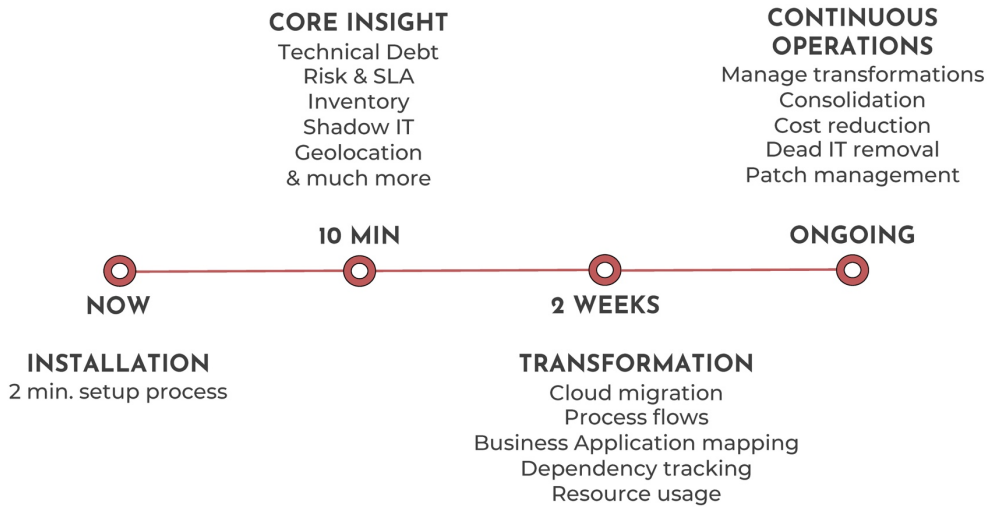 CORE INSIGHT
Technical Debt
Risk & SLA
Inventory
Shadow IT
Geolocation
& much more
CONTINUOUS
OPERATIONS
Manage transformations
Consolidation
Cost reduction
Dead IT removal
Patch management
10 MIN
ONGOING
NOW
2 WEEKS
INSTALLATION
2 min. setup process
TRANSFORMATION
Cloud migration
Process flows
Business Application mapping
Dependency tracking
Resource usage